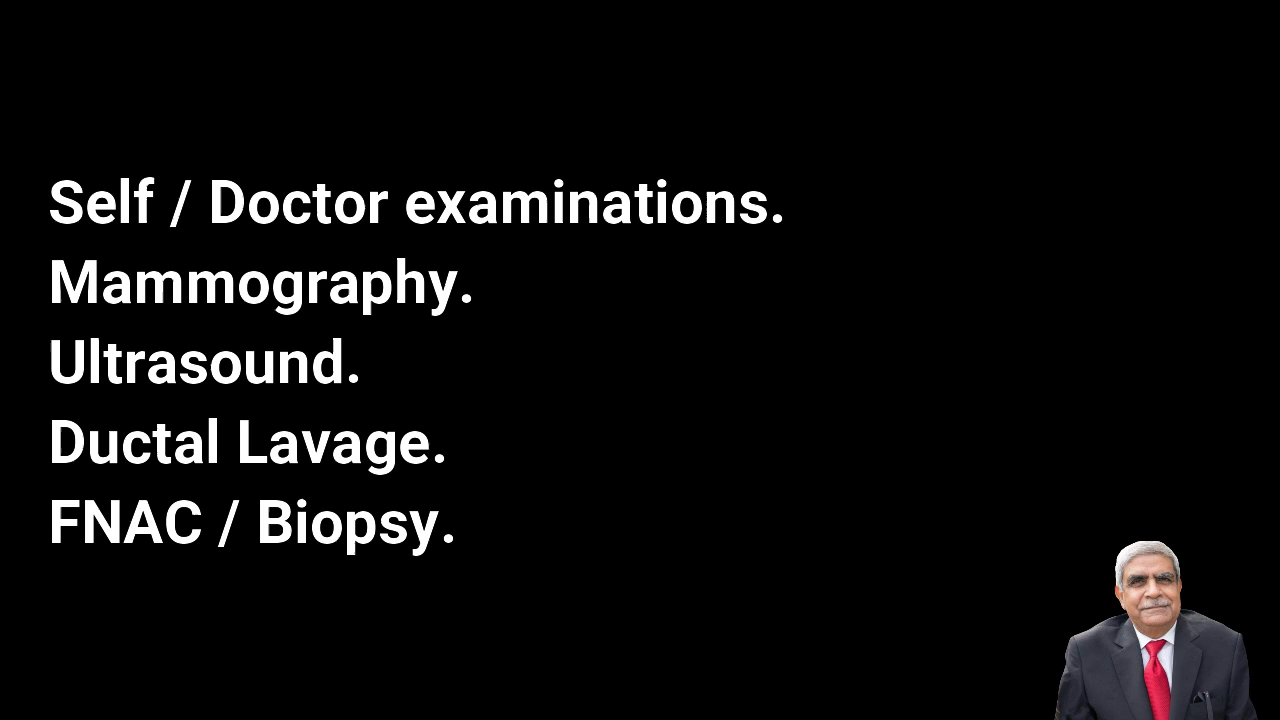 Self / Doctor examinations.
Mammography.
Ultrasound.
Ductal Lavage.
FNAC / Biopsy.